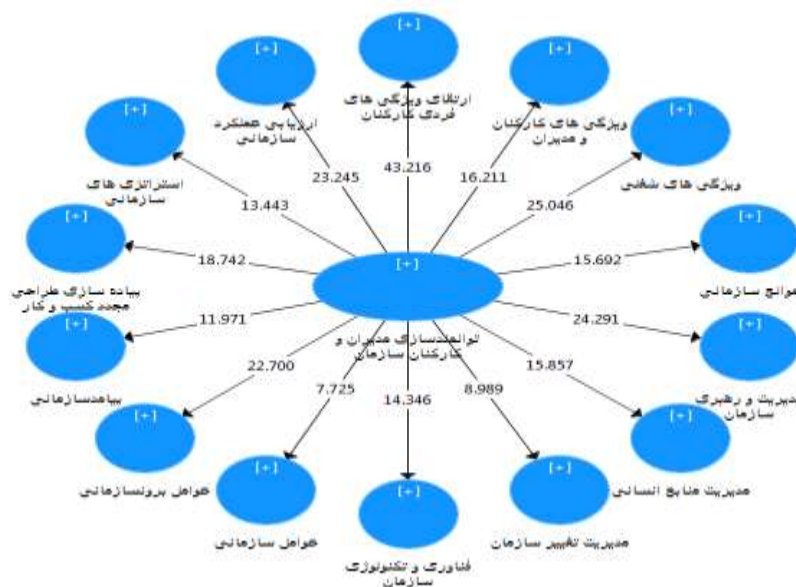 [+]
ارتقای ویژگی های
فردی کارکنان
43.216
[+]
ویژگی های کارکنان
و مدیران
16.211
[+]
ویژگی های شغلی
25.046
[+]
موانع سازمانی
15.692
[+]
مدیریت و رهبری
سازمان
24.291
[+]
مدیریت منابع انسانی
15.857
[+]
مدیریت تغییر سازمان
8.989
[+]
فناوری و تکنولوژی
سازمان
14.346
[+]
عوامل سازمانی
7.725
[+]
عوامل برونسازمانی
22.700
[+]
پیامدسازمانی
11.971
[+]
پیاده سازی طراحی
مجدد کسب و کار
18.742
[+]
استراتژی های
سازمانی
13.443
[+]
ارزیابی عملکرد
سازمانی
23.245
[+]
توانمندسازی مدیران و
کارکنان سازمان